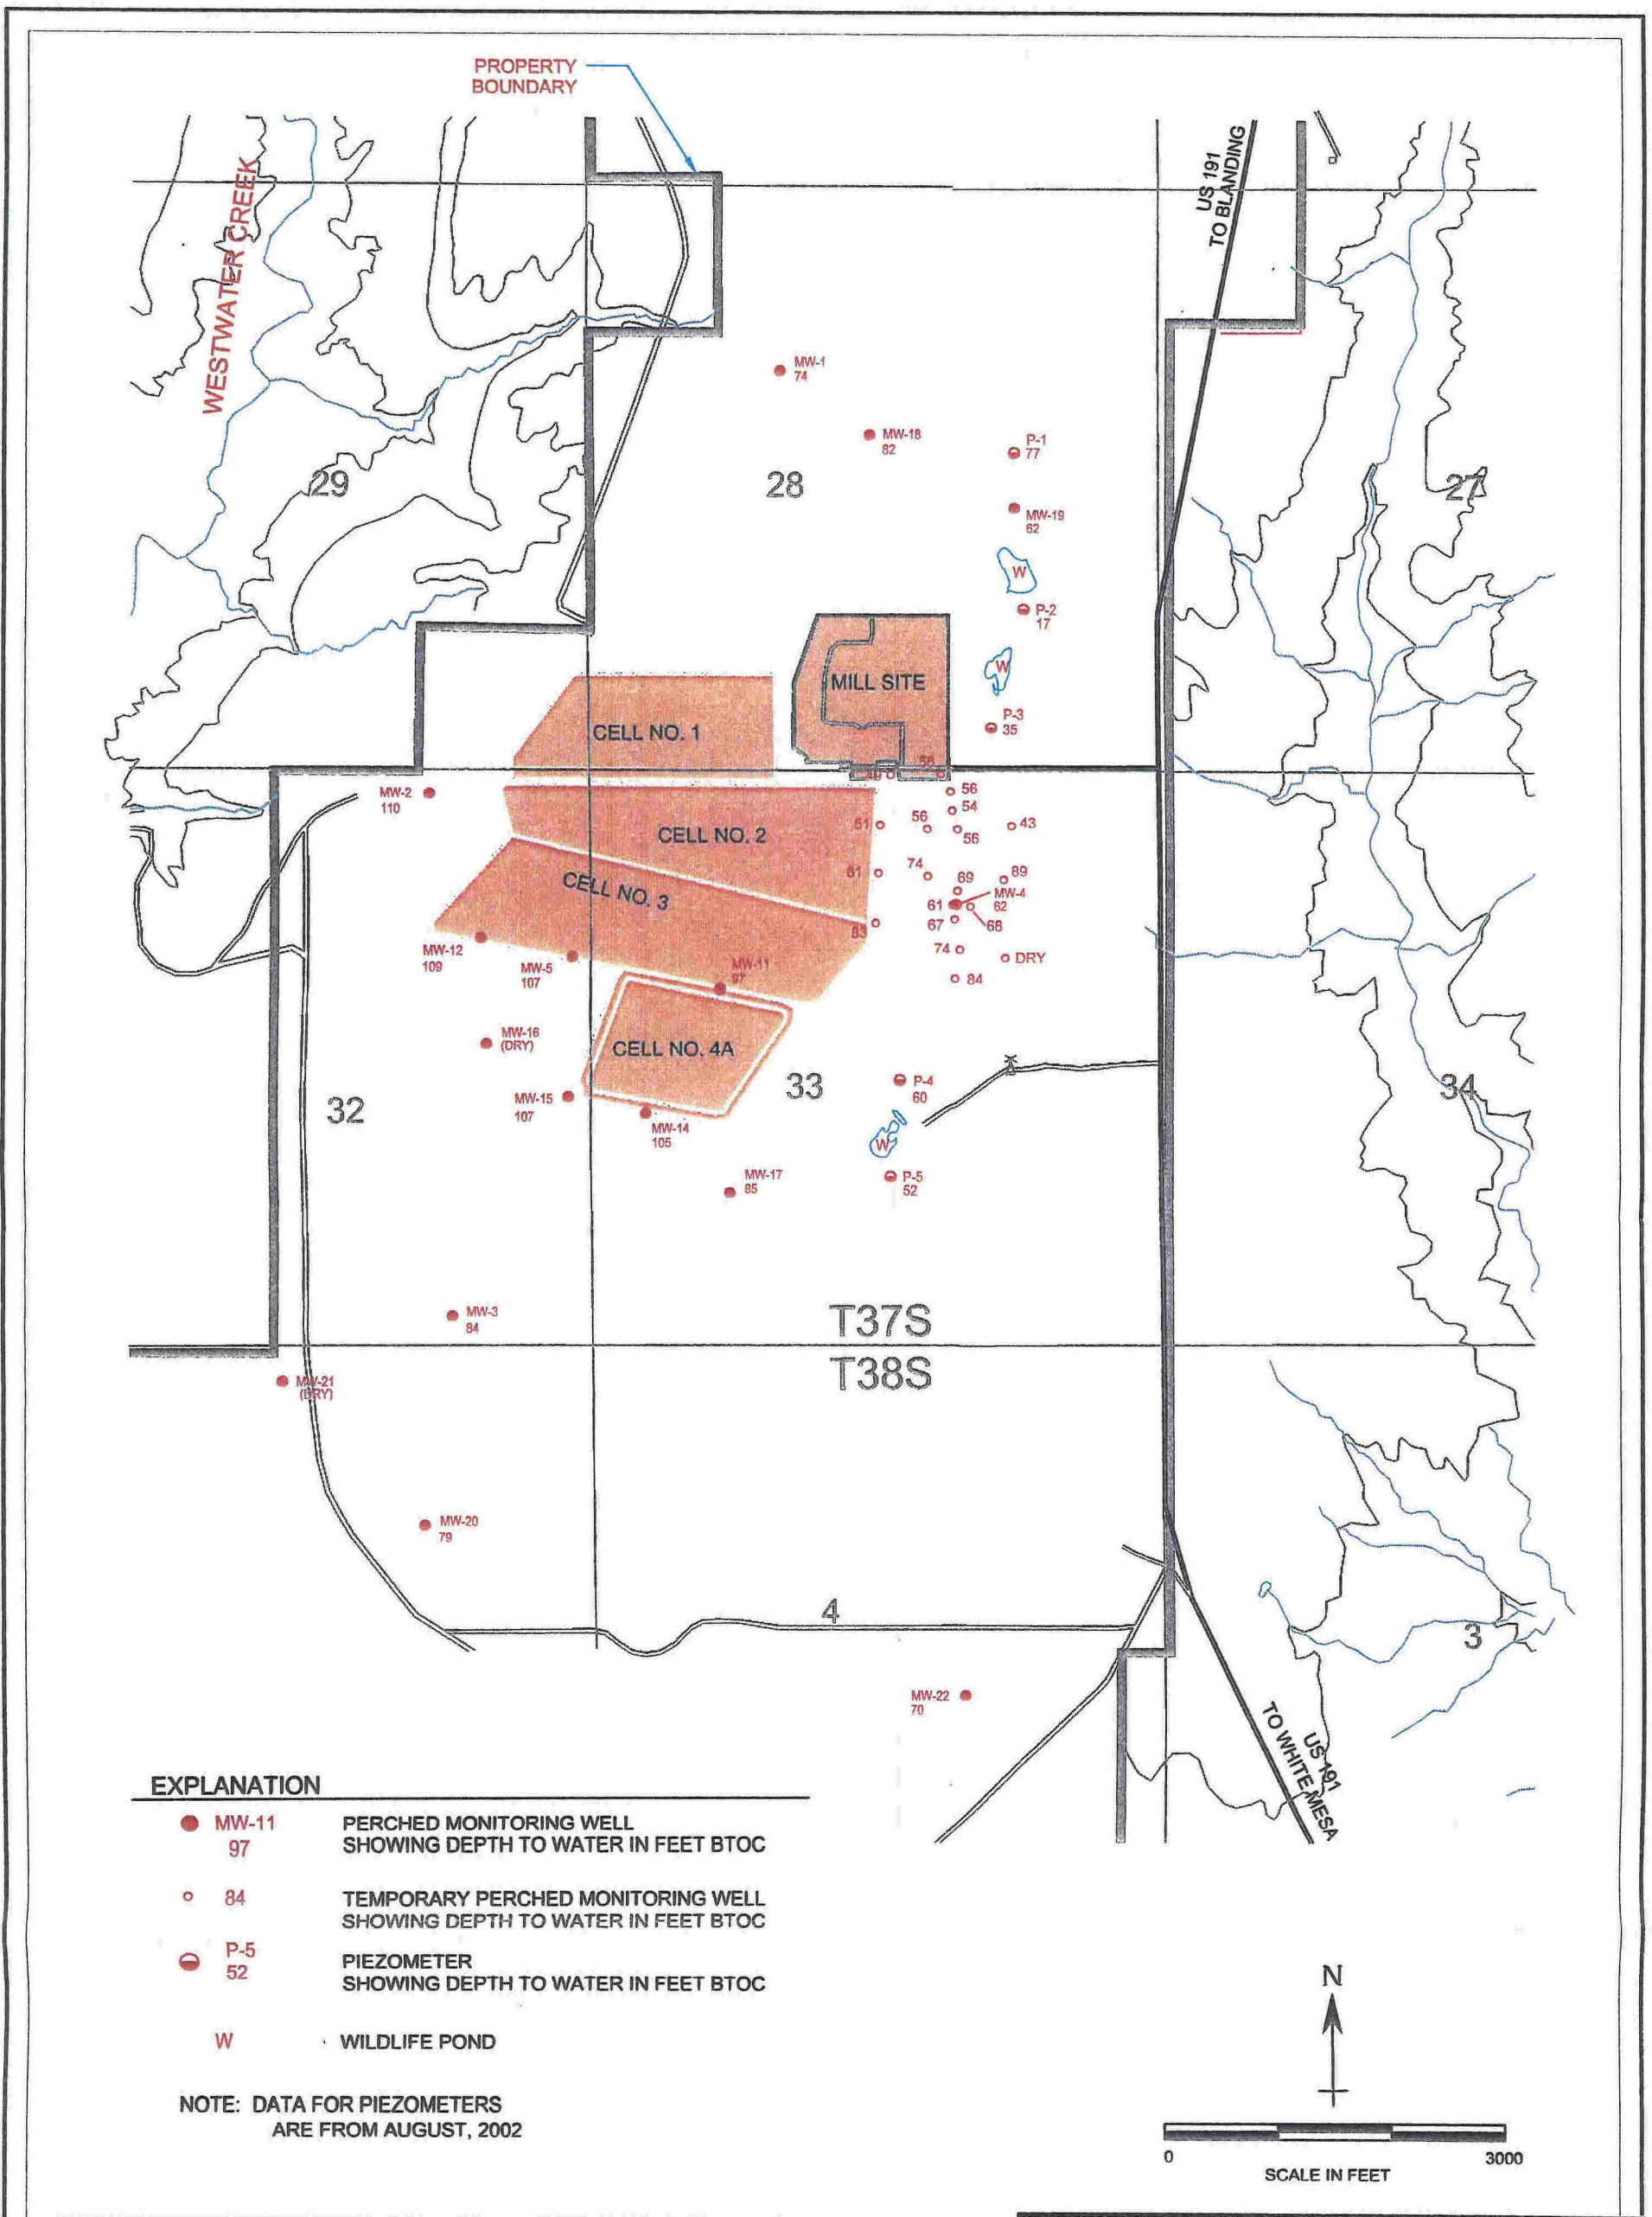 PROPERTY
BOUNDARY
WESTWATER CREEK
US 191
TO BLANDING
MW-1
74
MW-18
82
P-1
77
29
28
27
MW-19
62
W
P-2
17
W
MILL SITE
P-3
35
CELL NO. 1
56
MW-2
110
56
54
51
56
56
43
CELL NO. 2
61
74
69
89
CELL NO. 3
MW-4
62
61
67
68
83
MW-12
109
MW-5
107
MW-11
97
74
DRY
84
MW-16
(DRY)
CELL NO. 4A
33
P-4
60
34
32
MW-15
107
MW-14
105
W
MW-17
85
P-5
52
MW-3
84
T37S
T38S
MW-21
(DRY)
MW-20
79
4
3
MW-22
70
US 191
TO WHITE MESA
EXPLANATION
MW-11
97
PERCHED MONITORING WELL
SHOWING DEPTH TO WATER IN FEET BTOC
84
TEMPORARY PERCHED MONITORING WELL
SHOWING DEPTH TO WATER IN FEET BTOC
P-5
52
PIEZOMETER
SHOWING DEPTH TO WATER IN FEET BTOC
W
WILDLIFE POND
NOTE: DATA FOR PIEZOMETERS
ARE FROM AUGUST, 2002
N
0
3000
SCALE IN FEET